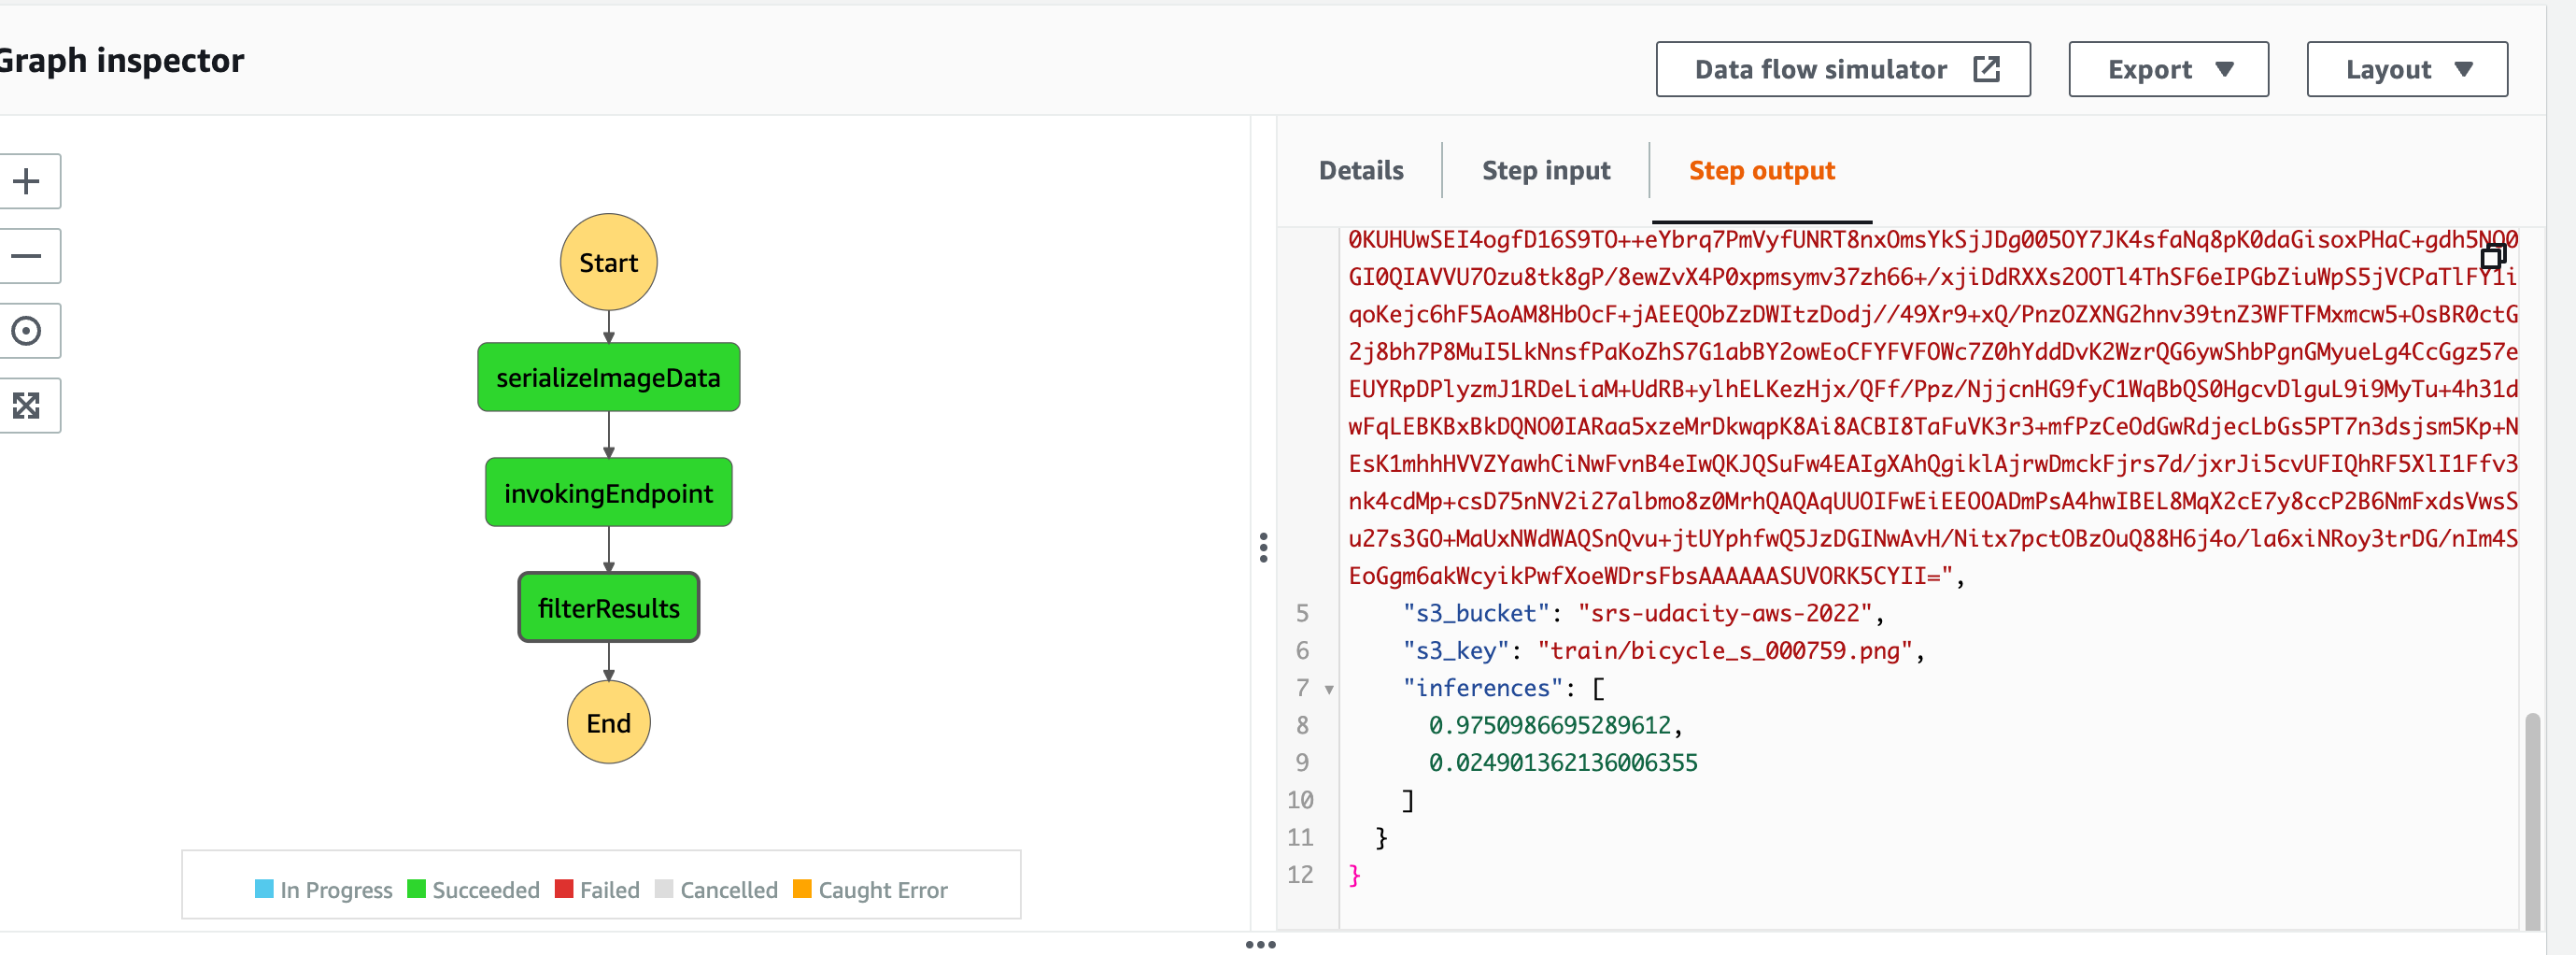 Graph inspector
Data flow simulator
Export
Layout
Start
serializeImageData
invokingEndpoint
filterResults
End
In Progress
Succeeded
Failed
Cancelled
Caught Error
Details
Step input
Step output
0KUHUwSEI4ogfD16S9TO++eYbrq7PmVyfUNRT8nxOmsYkSjJDg005OY7JK4sfaNq8pK0daGisoxPHaC+gdh5NQ0
GI0QIAVVU7Ozu8tk8gP/8ewZvX4P0xpmsymv37zh66+/xjiDdRXXs2OOTl4ThSF6eIPGbZiuWpS5jVCPaTlFY1i
qoKejc6hF5AoAM8HbOcF+jAEEQObZzDWItzDodj//49Xr9+xQ/PnzOZXNG2hnv39tnZ3WFTFMxmcw5+OsBR0ctG
2j8bh7P8MuI5LkNnsfPaKoZhS7G1abBY2owEoCFYFVFOWc7Z0hYddDvK2WzrQG6ywShbPgnGMyueLg4CcGgz57e
EUYRpDPlyzmJ1RDeLiaM+UdRB+ylhELKezHjx/QFf/Ppz/NjjcnHG9fyC1WqBbQS0HgcvDlguL9i9MyTu+4h31d
wFqLEBKBxBkDQNO0IARaa5xzeMrDkwqpK8Ai8ACBI8TaFuVK3r3+mfPzCeOdGwRdjecLbGs5PT7n3dsjsm5Kp+N
EsK1mhhHVVZYawhCiNwFvnB4eIwQKJQSuFw4EAIgXAhQgiklAjrwDmckFjrs7d/jxrJi5cvUFIQhRF5XlI1Ffv3
nk4cdMp+csD75nNV2i27albmo8z0MrhQAQAqUUOIFwEiEEOOADmPsA4hwIBEL8MqX2cE7y8ccP2B6NmFxdsVwsS
u27s3GO+MaUxNWdWAQSnQvu+jtUYphfwQ5JzDGINwAvH/Nitx7pctOBzOuQ88H6j4o/la6xiNRoy3trDG/nIm4S
EoGgm6akWcyikPwfXoeWDrsFbsAAAAAASUVORK5CYII=",
5 "s3_bucket": "srs-udacity-aws-2022",
6 "s3_key": "train/bicycle_s_000759.png",
7 "inferences": [
8 0.9750986695289612,
9 0.024901362136006355
10 ]
11 }
12 }